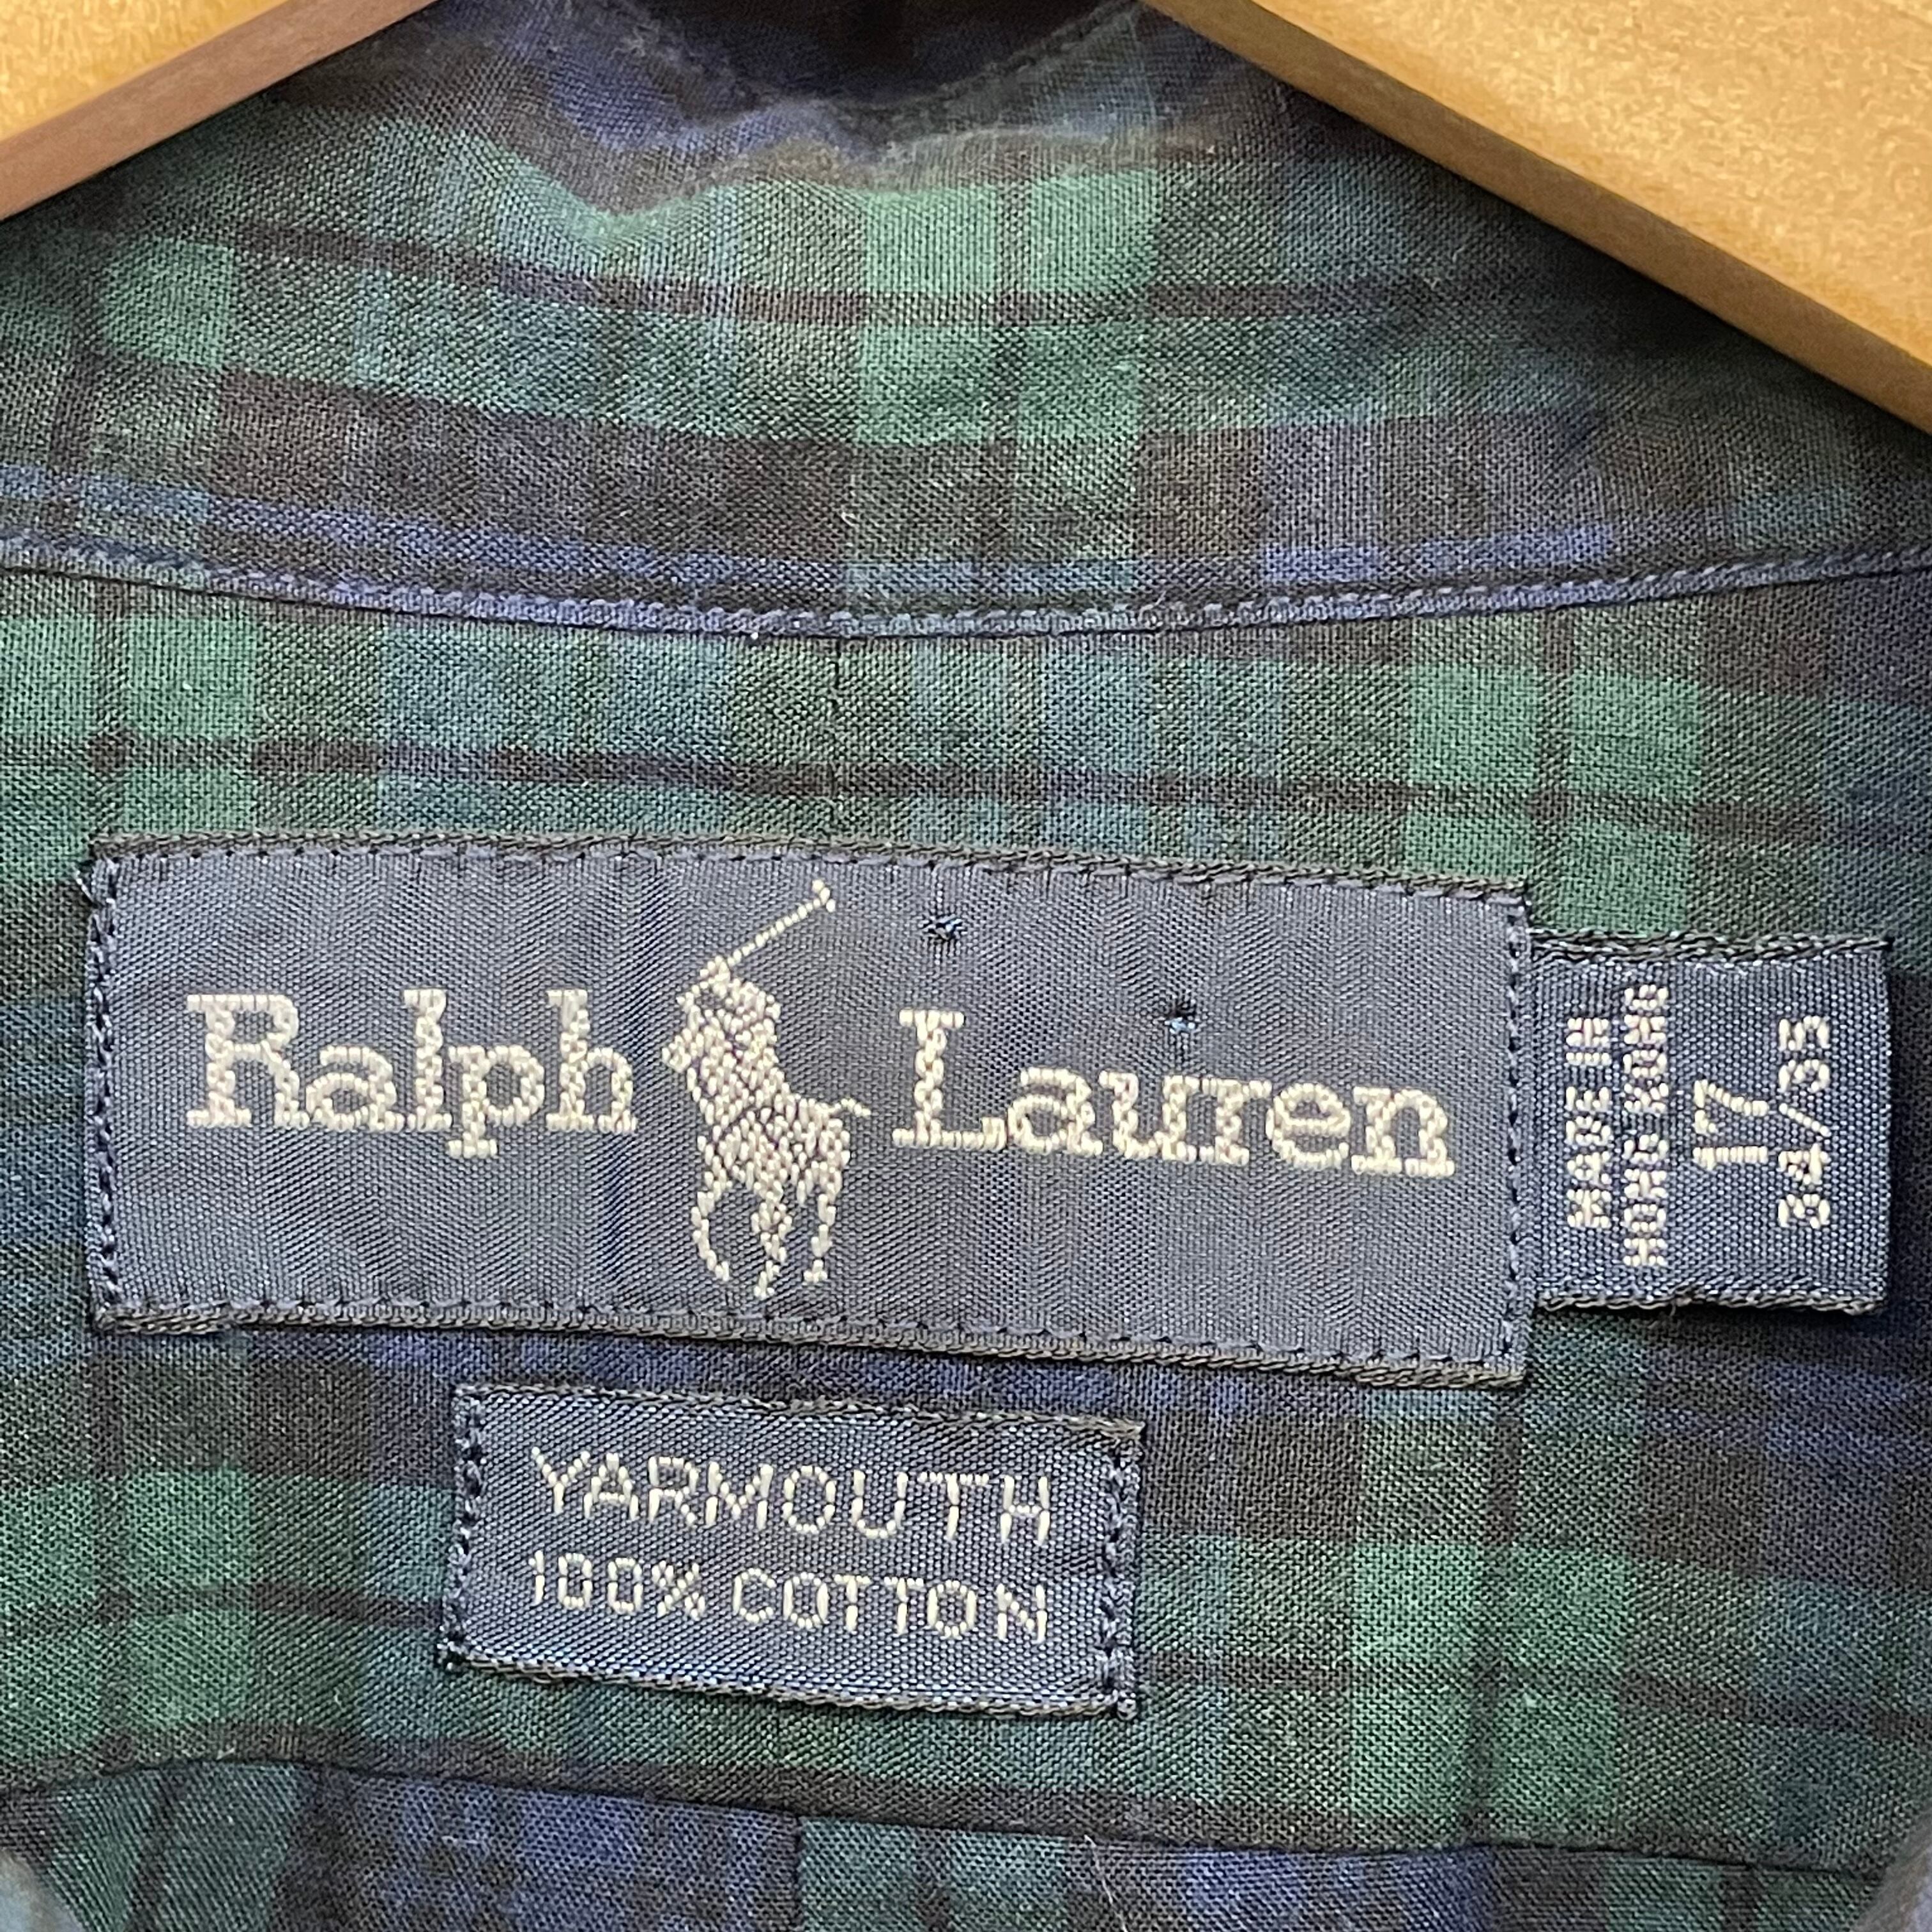 Ralph Lauren
MADE IN
HONG KONG
17
34/35
YARMOUTH
100% COTTON